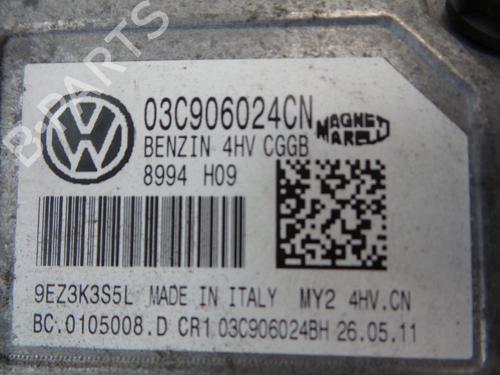 03C906024CN
MAGNETI MARELLI
BENZIN 4HV CGGB
8994 H09
9EZ3K3S5L MADE IN ITALY MY2 4HV.CN
BC.0105008.D CR1 03C906024BH 26.05.11
B-PARTS